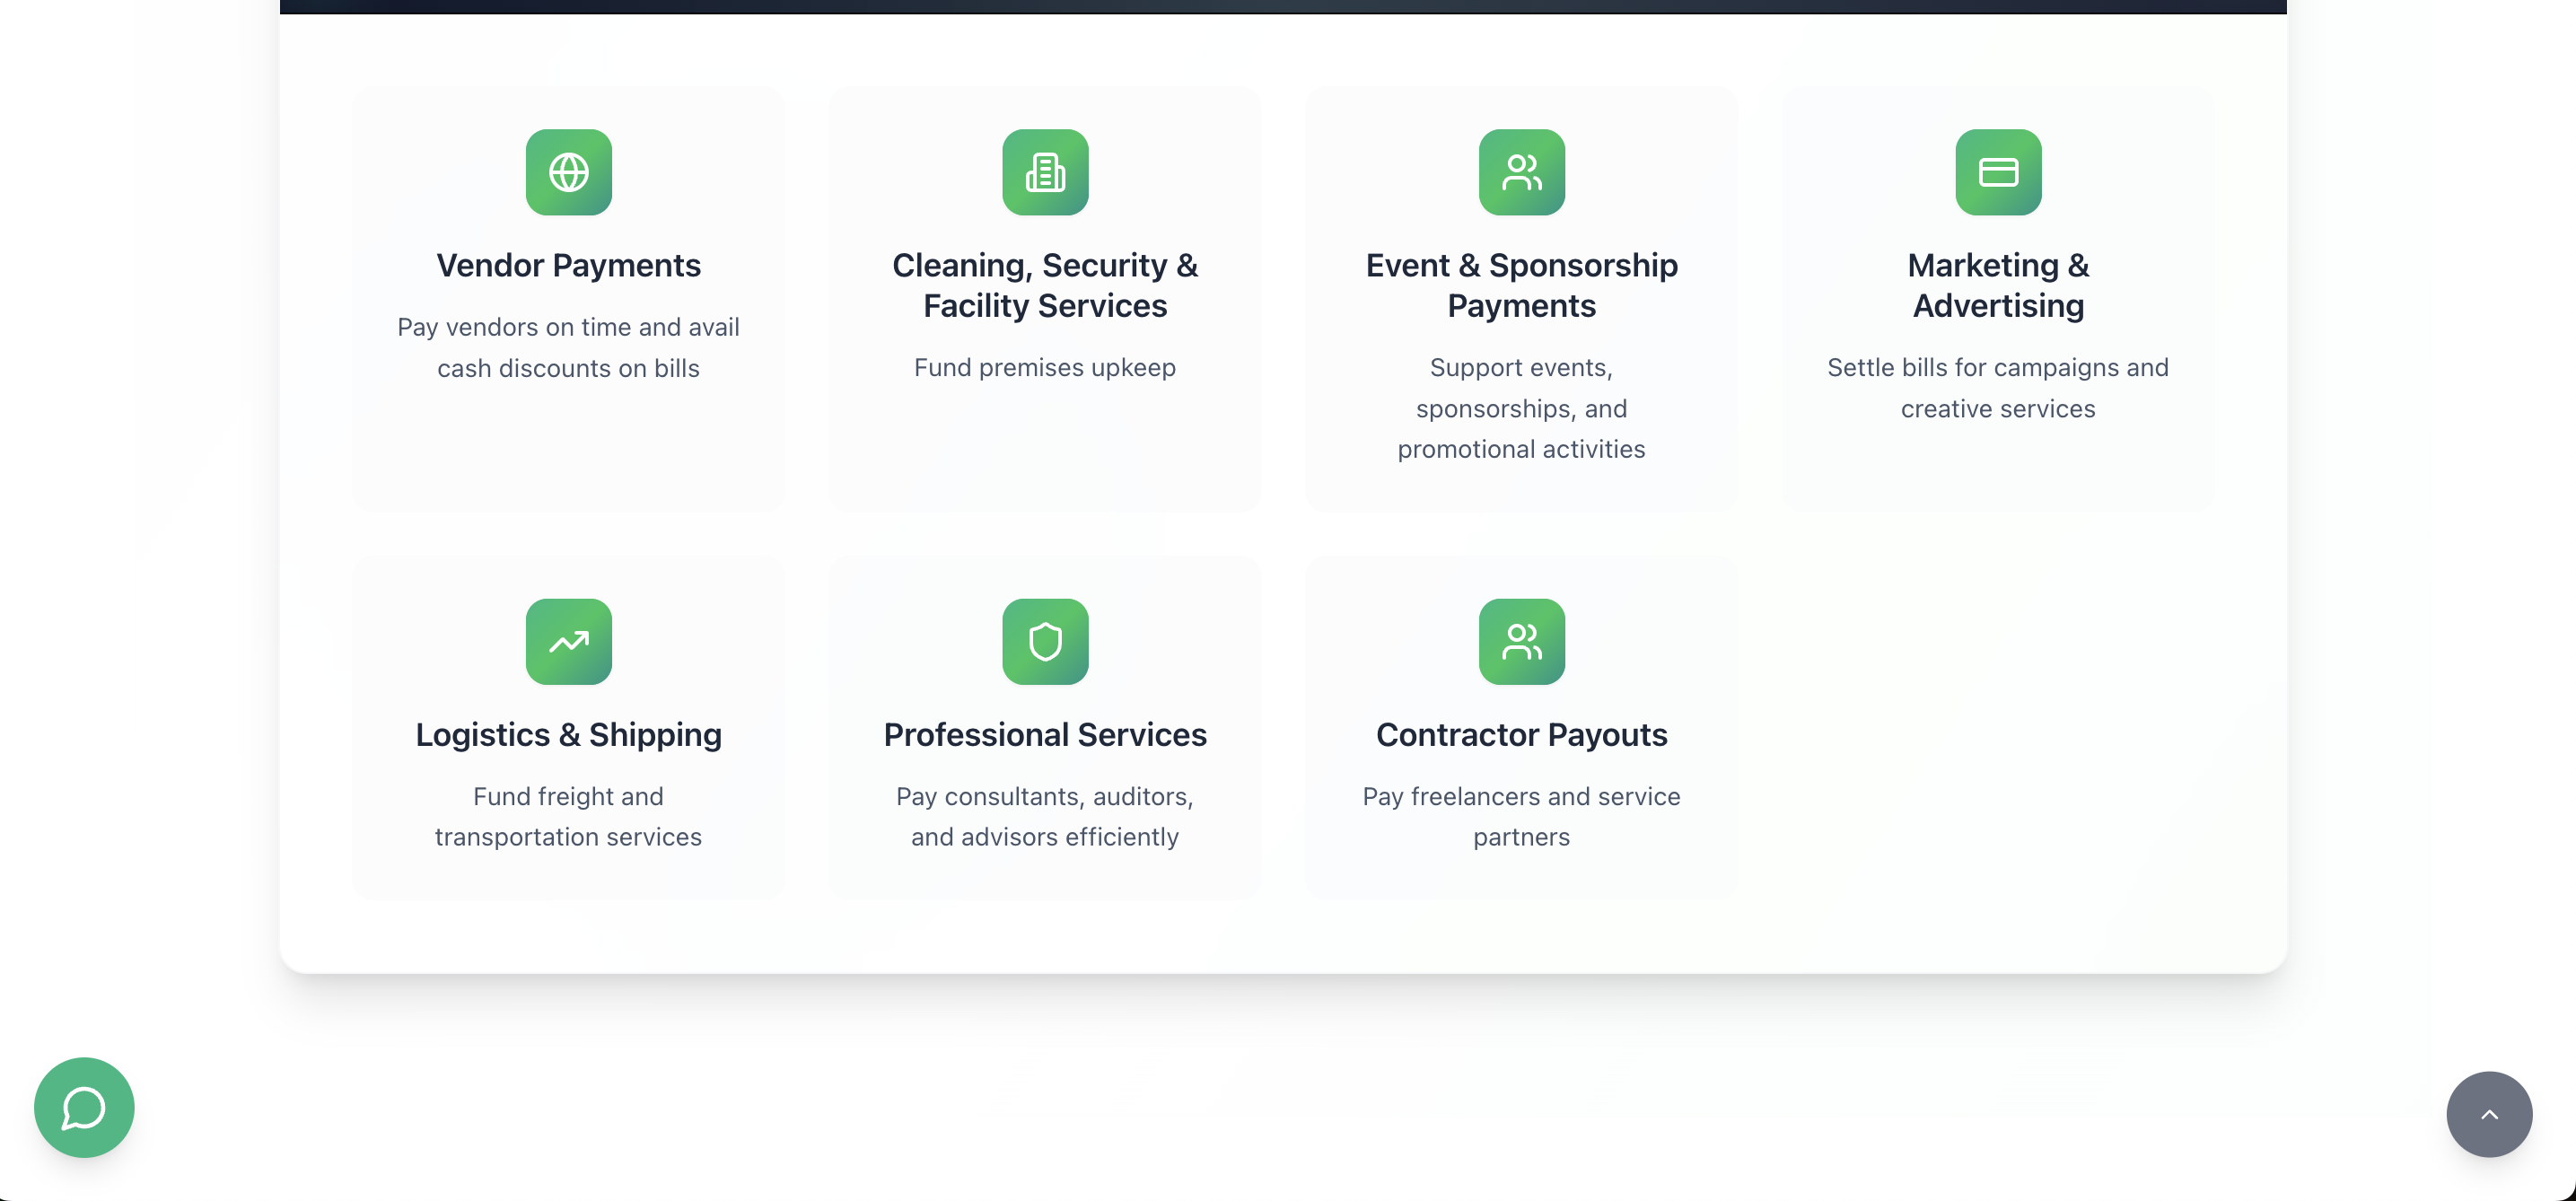 Vendor Payments
Pay vendors on time and avail
cash discounts on bills
Cleaning, Security &
Facility Services
Fund premises upkeep
Event & Sponsorship
Payments
Support events,
sponsorships, and
promotional activities
Marketing &
Advertising
Settle bills for campaigns and
creative services
Logistics & Shipping
Fund freight and
transportation services
Professional Services
Pay consultants, auditors,
and advisors efficiently
Contractor Payouts
Pay freelancers and service
partners